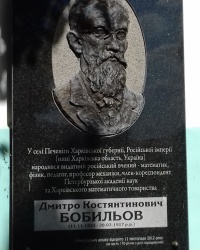 У селі Печеніги Харківської губернії, Російської імперії
(нині Харківська область, Україна)
народився видатний російський вчений - математик,
фізик, педагог, професор механіки, член-кореспондент
Петербурзької академії наук
та Харківського математичного товариства
Дмитро Костянтинович
БОБИЛЬОВ